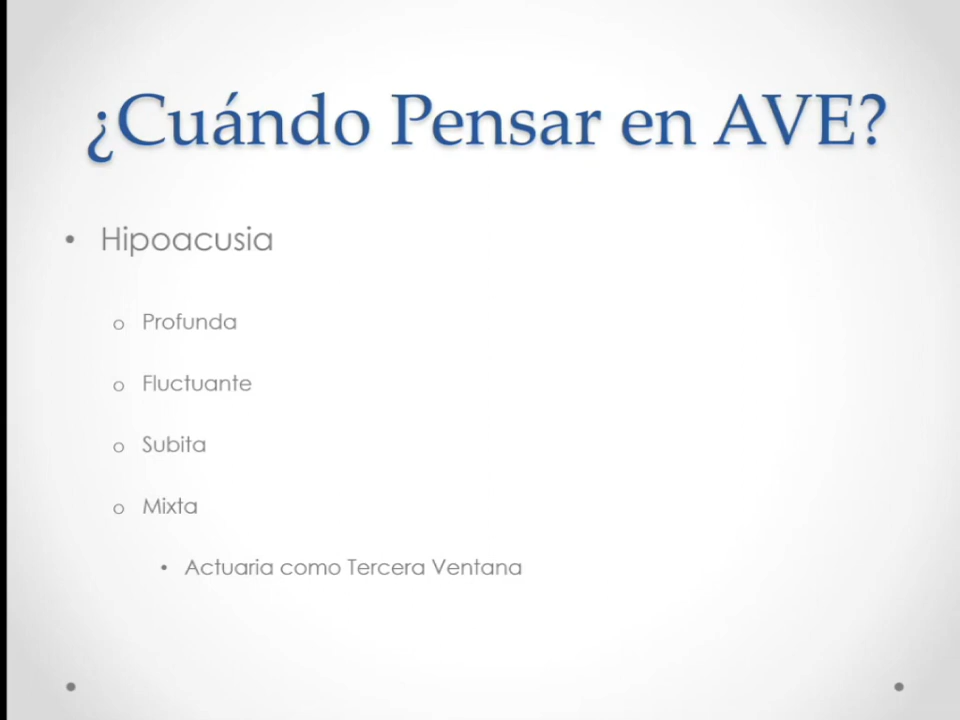 ¿Cuándo Pensar en AVE?
• Hipoacusia
o Profunda
o Fluctuante
o Subita
o Mixta
• Actuaria como Tercera Ventana